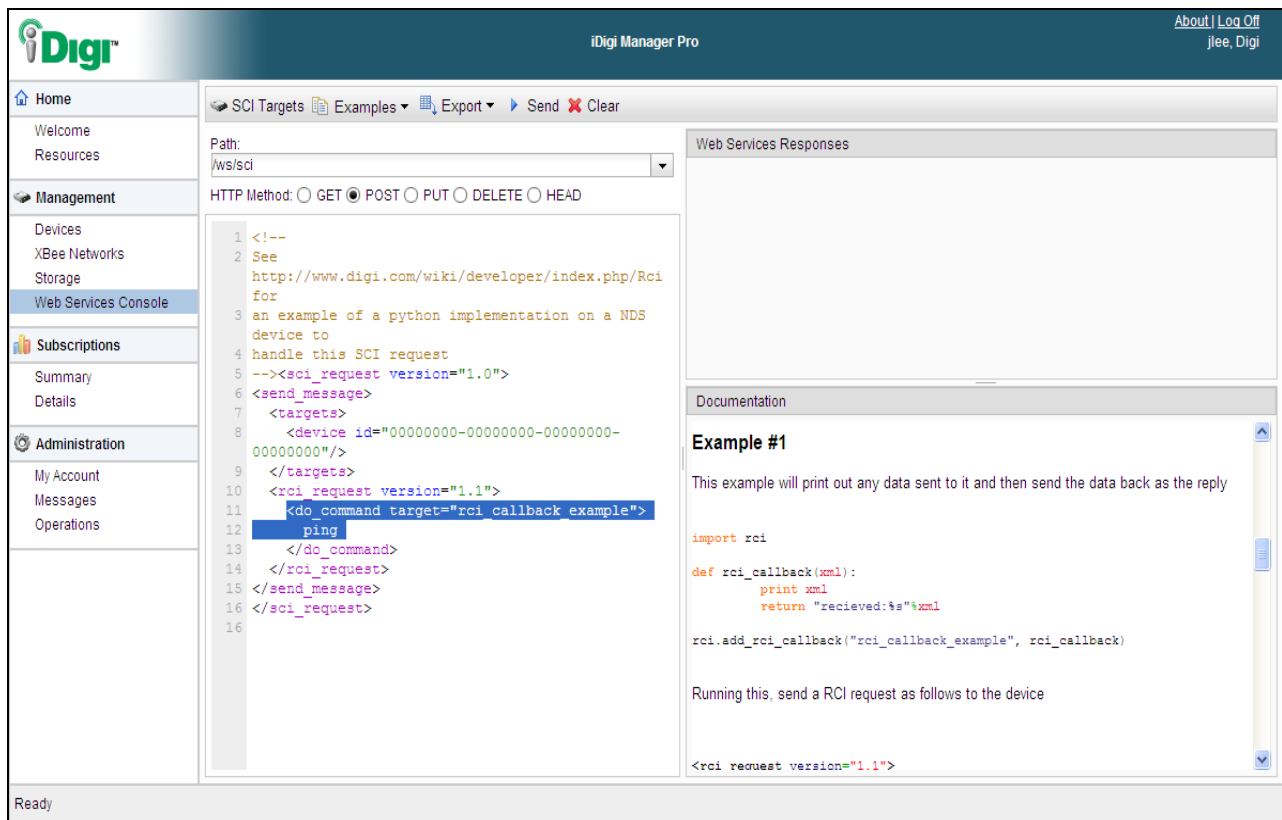 iDigi™
iDigi Manager Pro
About | Log Off
jlee, Digi
Home
Welcome
Resources
Management
Devices
XBee Networks
Storage
Web Services Console
Subscriptions
Summary
Details
Administration
My Account
Messages
Operations
SCI Targets Examples Export Send Clear
Path:
/ws/sci
HTTP Method: GET POST PUT DELETE HEAD
1 <!--
2 See
http://www.digi.com/wiki/developer/index.php/Rci
for
3 an example of a python implementation on a NDS
device to
4 handle this SCI request
5 --><sci_request version="1.0">
6 <send_message>
7 <targets>
8 <device id="00000000-00000000-00000000-
00000000"/>
9 </targets>
10 <rci_request version="1.1">
11 <do_command target="rci_callback_example">
12 ping
13 </do_command>
14 </rci_request>
15 </send_message>
16 </sci_request>
16
Web Services Responses
Documentation
Example #1
This example will print out any data sent to it and then send the data back as the reply
import rci
def rci_callback(xml):
print xml
return "recieved:%s"%xml
rci.add_rci_callback("rci_callback_example", rci_callback)
Running this, send a RCI request as follows to the device
<rci_request version="1.1">
Ready